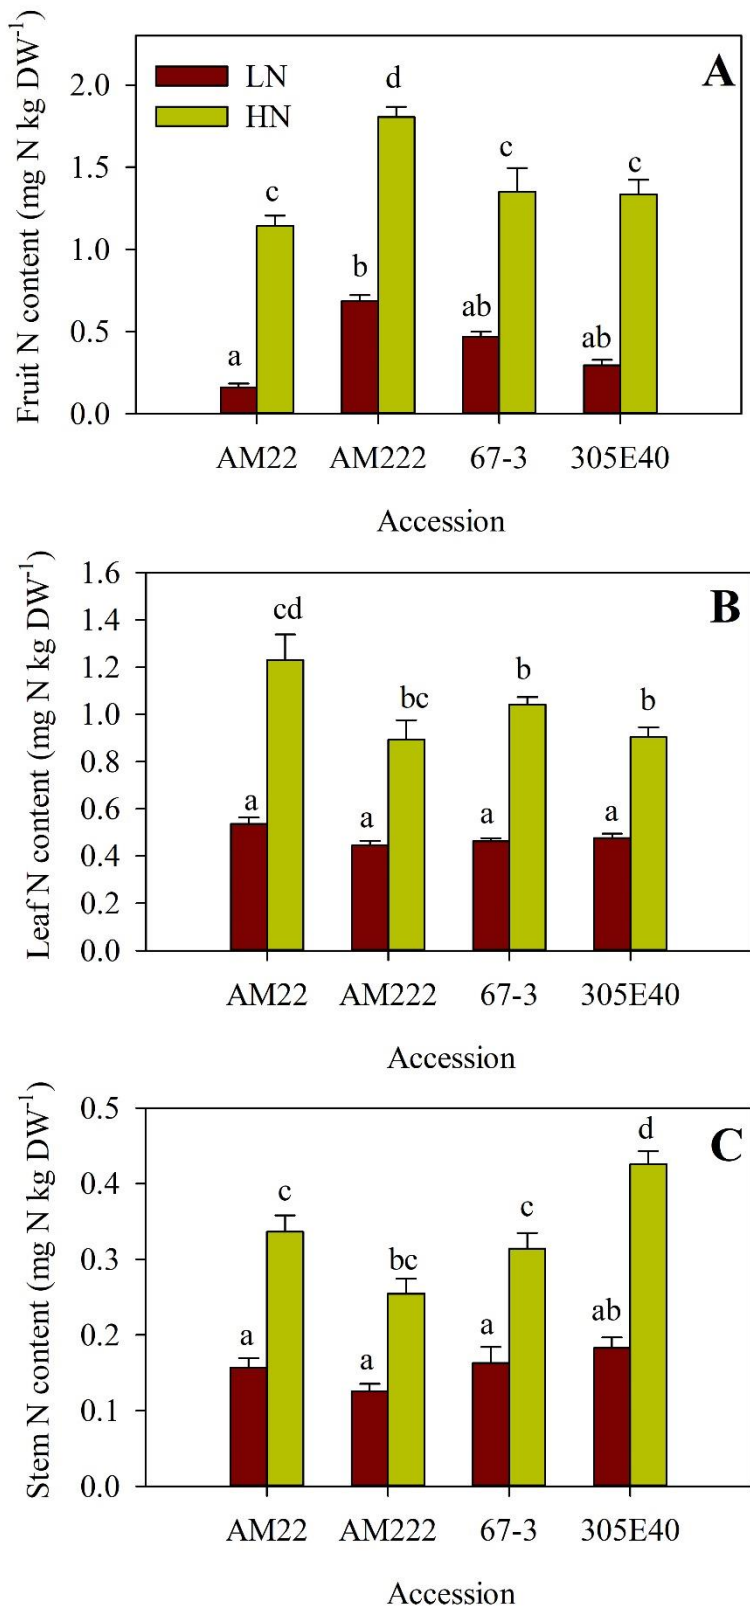 A
LN
HN
Fruit N content (mg N kg DW⁻¹)
2.0
1.5
1.0
0.5
0.0
a
c
b
d
ab
c
ab
c
AM22 AM222 67-3 305E40
Accession
B
Leaf N content (mg N kg DW⁻¹)
1.6
1.4
1.2
1.0
0.8
0.6
0.4
0.2
0.0
a
cd
a
bc
a
b
a
b
AM22 AM222 67-3 305E40
Accession
C
Stem N content (mg N kg DW⁻¹)
0.5
0.4
0.3
0.2
0.1
0.0
a
c
a
bc
a
c
ab
d
AM22 AM222 67-3 305E40
Accession